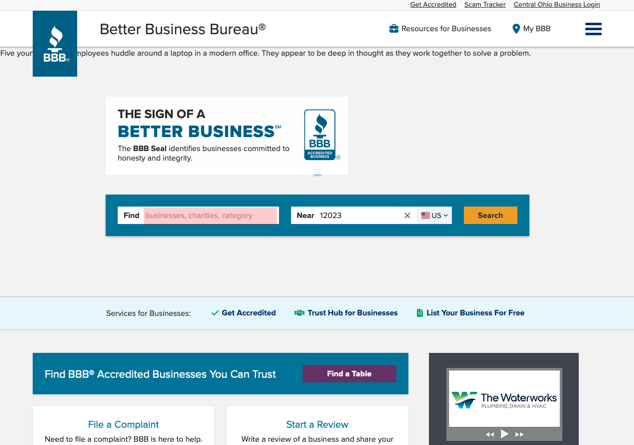 Get Accredited Scam Tracker Central Ohio Business Login
BBB®
Better Business Bureau®
Resources for Businesses
My BBB
Five your
mployees huddle around a laptop in a modern office. They appear to be deep in thought as they work together to solve a problem.
THE SIGN OF A
BETTER BUSINESS℠
The BBB Seal identifies businesses committed to
honesty and integrity.
BBB
ACCREDITED
BUSINESS
®
Find businesses, charities, category
Near 12023
US
Search
Services for Businesses:
Get Accredited
Trust Hub for Businesses
List Your Business For Free
Find BBB® Accredited Businesses You Can Trust
Find a Table
The Waterworks
PLUMBING, DRAIN & HVAC
File a Complaint
Need to file a complaint? BBB is here to help.
Start a Review
Write a review of a business and share your